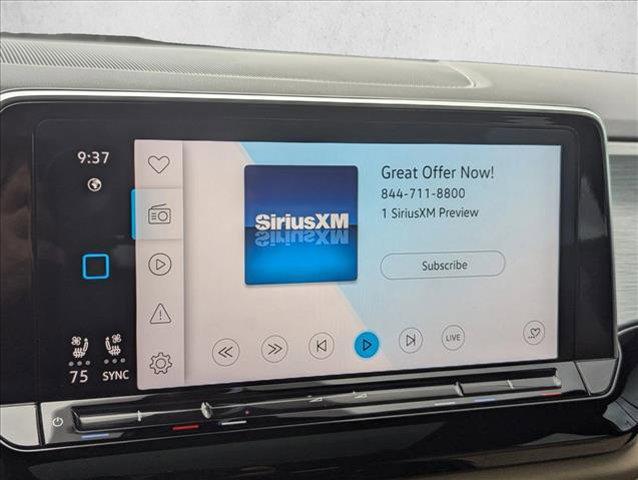 9:37
Great Offer Now!
844-711-8800
SiriusXM
1 SiriusXM Preview
Subscribe
LIVE
75 SYNC